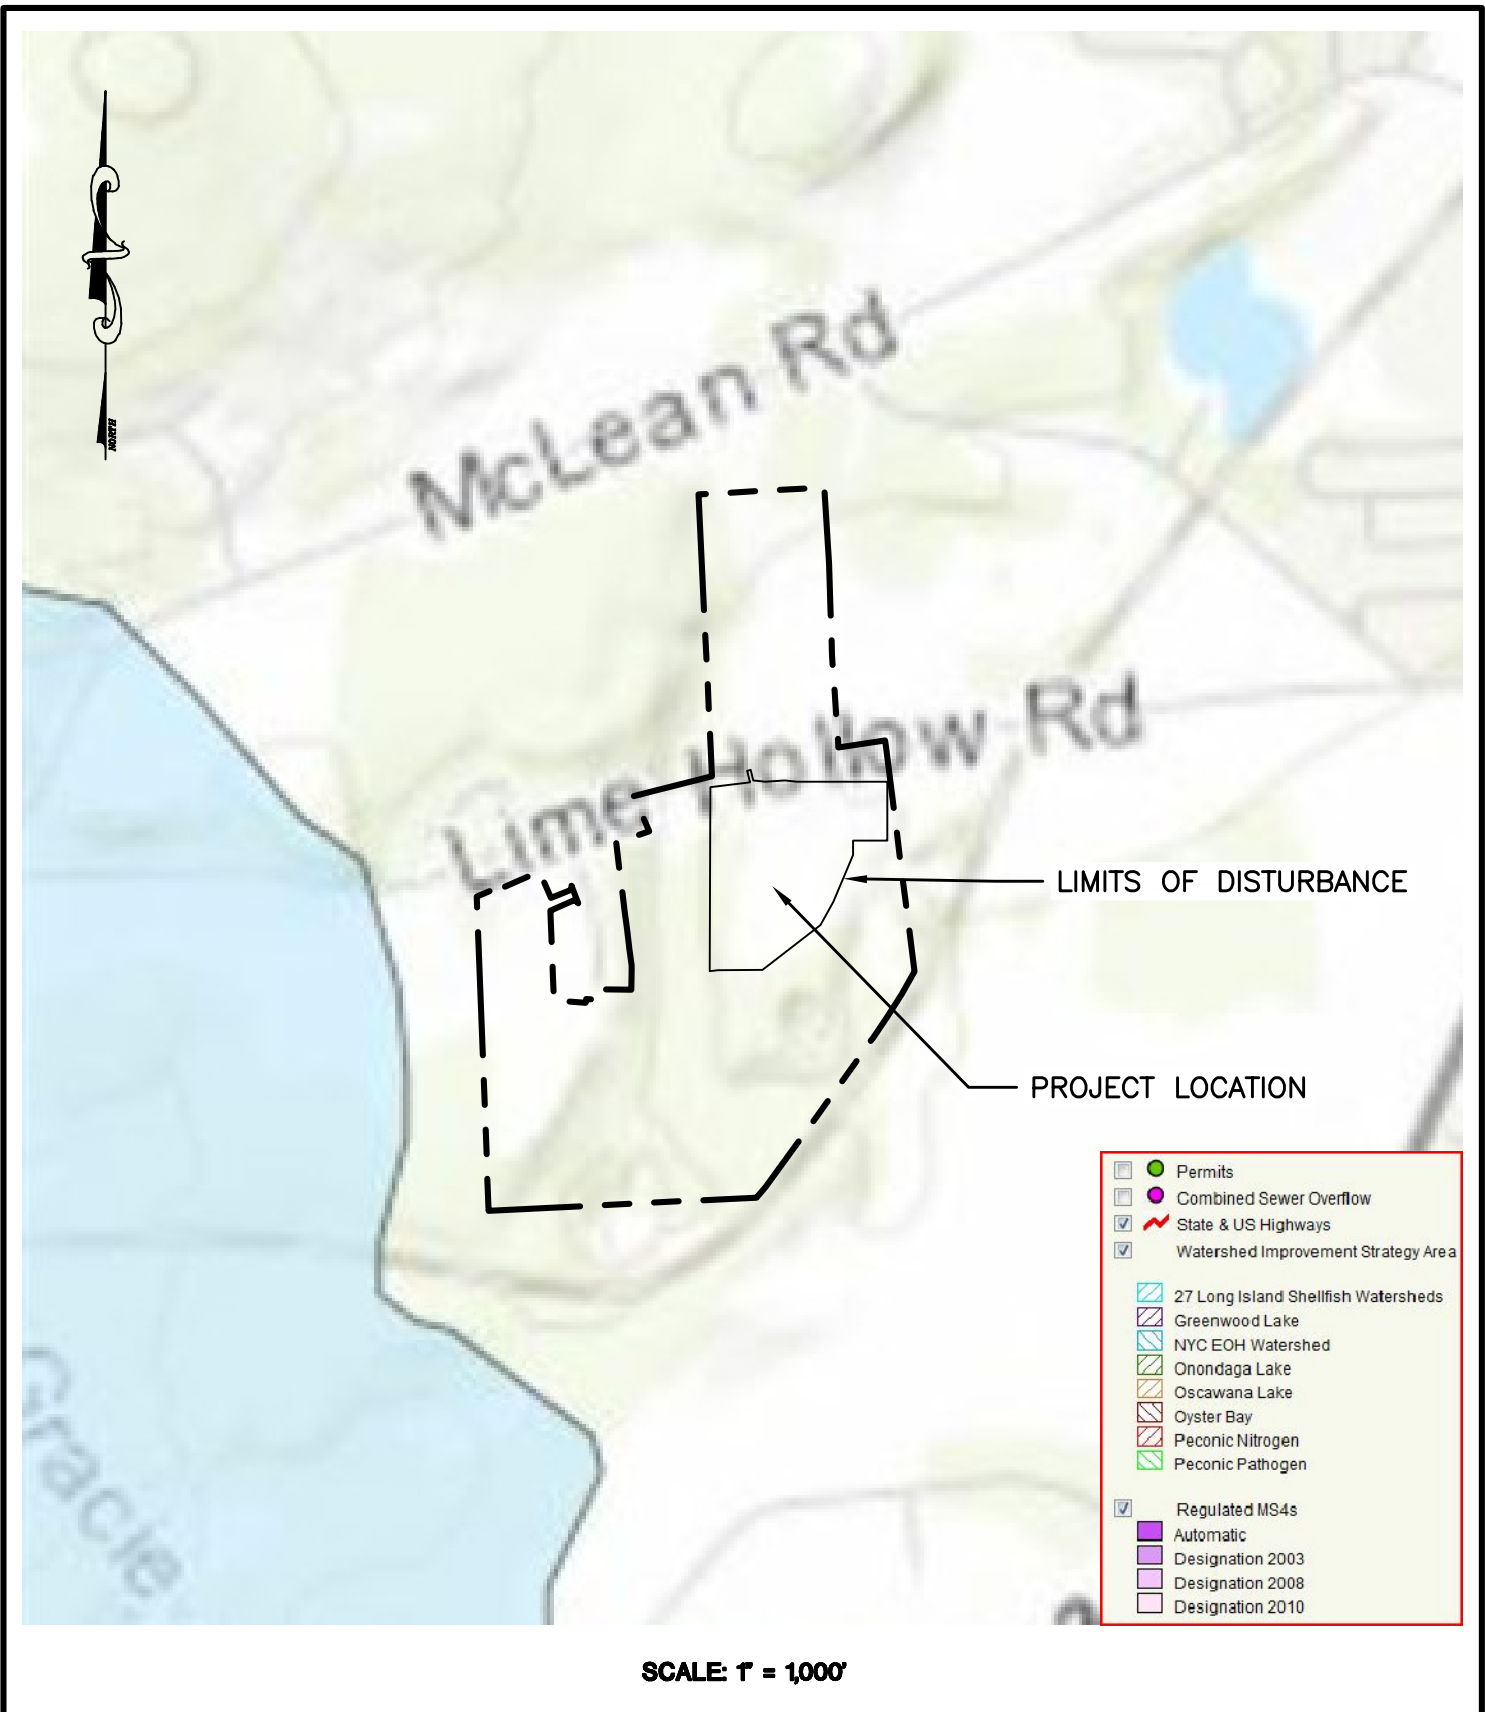 NORTH
McLean Rd
Lime Hollow Rd
LIMITS OF DISTURBANCE
PROJECT LOCATION
Gracie
Permits
Combined Sewer Overflow
State & US Highways
Watershed Improvement Strategy Area
27 Long Island Shellfish Watersheds
Greenwood Lake
NYC EOH Watershed
Onondaga Lake
Oscawana Lake
Oyster Bay
Peconic Nitrogen
Peconic Pathogen
Regulated MS4s
Automatic
Designation 2003
Designation 2008
Designation 2010
SCALE: 1" = 1,000'